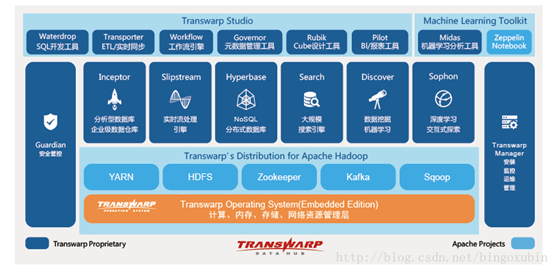 Transwarp Studio
Machine Learning Toolkit
Waterdrop
SQL开发工具
Transporter
ETL/实时同步
Workflow
工作流引擎
Governor
元数据管理工具
Rubik
Cube设计工具
Pilot
BI/报表工具
Midas
机器学习分析工具
Zeppelin
Notebook
Guardian
安全管控
Inceptor
分析型数据库
企业级数据仓库
Slipstream
实时流处理
引擎
Hyperbase
NoSQL
分布式数据库
Search
大规模
搜索引擎
Discover
数据挖掘
机器学习
Sophon
深度学习
交互式探索
Transwarp
Manager
安装
监控
运维
管理
Transwarp's Distribution for Apache Hadoop
YARN
HDFS
Zookeeper
Kafka
Sqoop
TRANSWARP
OPERATING SYSTEM
Transwarp Operating System(Embedded Edition)
计算、内存、存储、网络资源管理层
Transwarp Proprietary
TRANSWARP
DATA HUB
Apache Projects
http://blog.csdn.net/bingoxubin